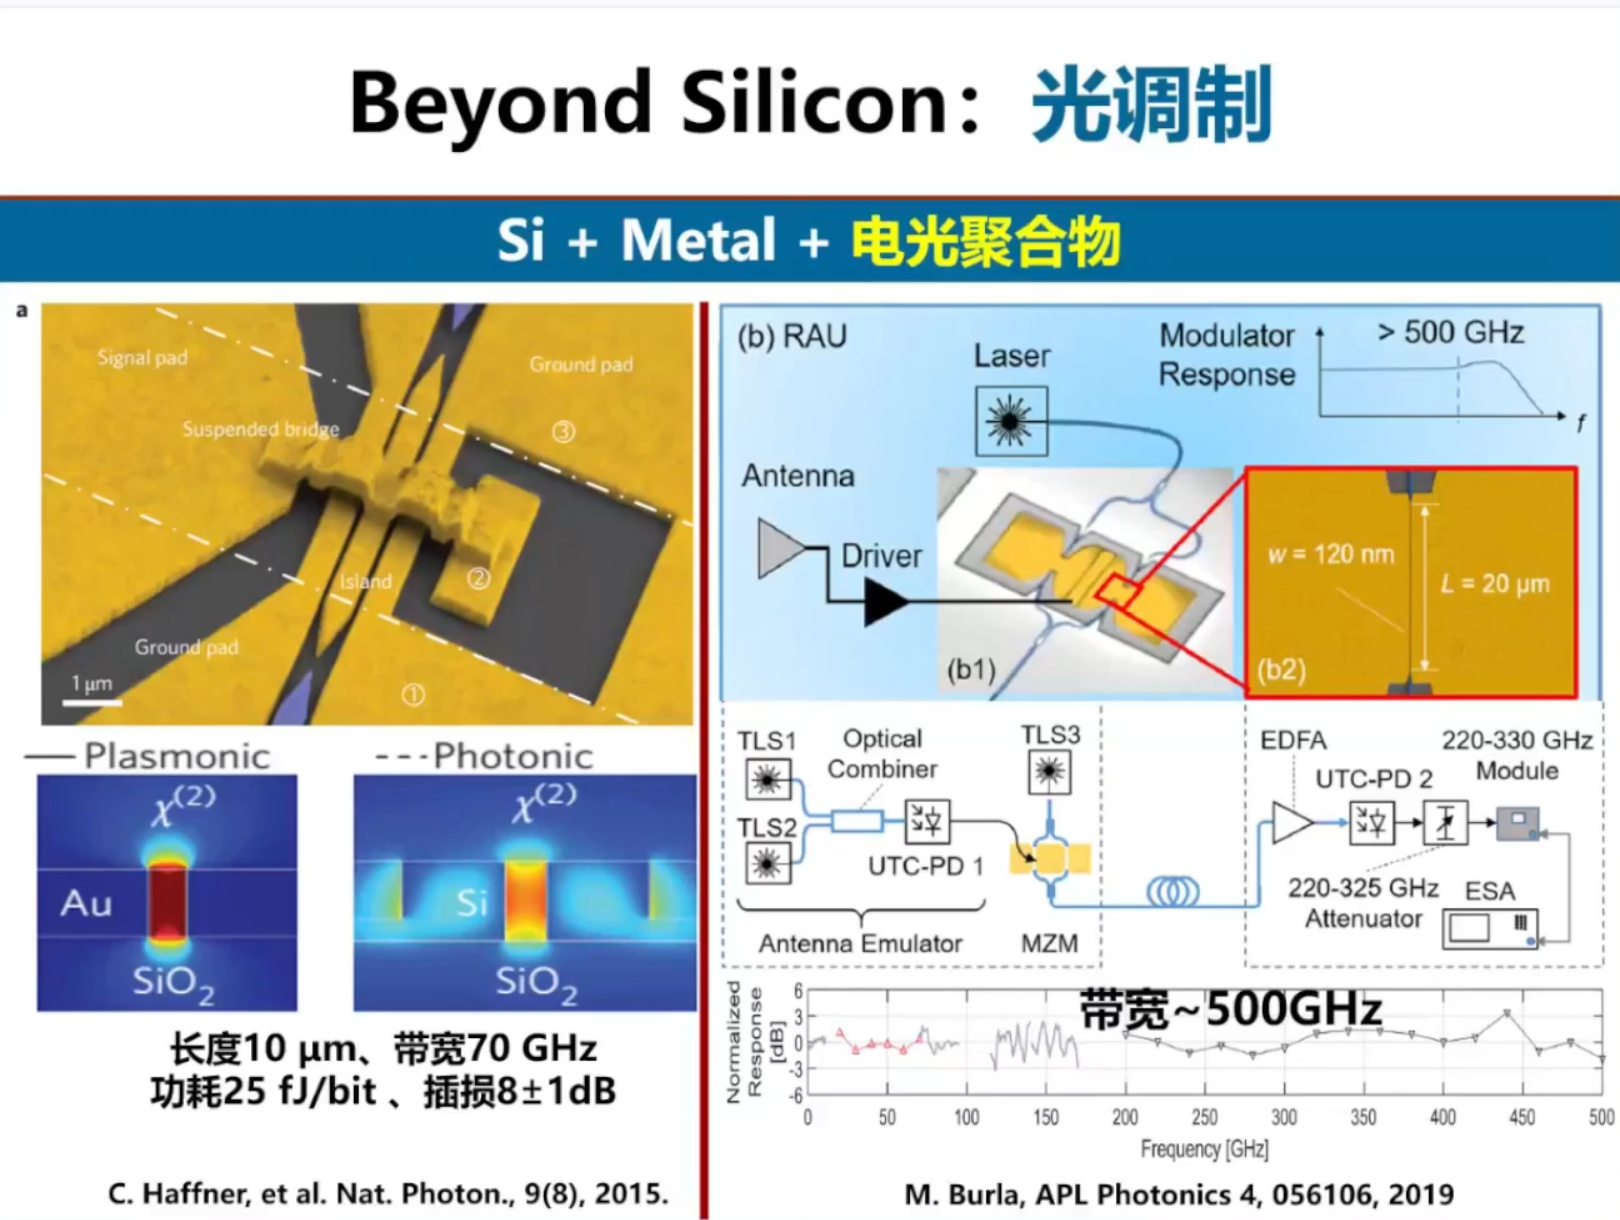 Beyond Silicon：光调制
Si + Metal + 电光聚合物
a
Signal pad
Ground pad
Suspended bridge
③
Island
②
Ground pad
1 μm
①
Plasmonic
Photonic
χ(2)
Au
SiO2
χ(2)
Si
SiO2
长度10 μm、带宽70 GHz
功耗25 fJ/bit 、插损8±1dB
C. Haffner, et al. Nat. Photon., 9(8), 2015.
(b) RAU
Laser
Modulator
Response
> 500 GHz
f
Antenna
Driver
(b1)
w = 120 nm
L = 20 μm
(b2)
TLS1
Optical
Combiner
TLS2
UTC-PD 1
Antenna Emulator
TLS3
MZM
EDFA
UTC-PD 2
220-330 GHz
Module
220-325 GHz
Attenuator
ESA
带宽~500GHz
Normalized
Response
[dB]
6
3
0
-3
-6
0 50 100 150 200 250 300 350 400 450 500
Frequency [GHz]
M. Burla, APL Photonics 4, 056106, 2019